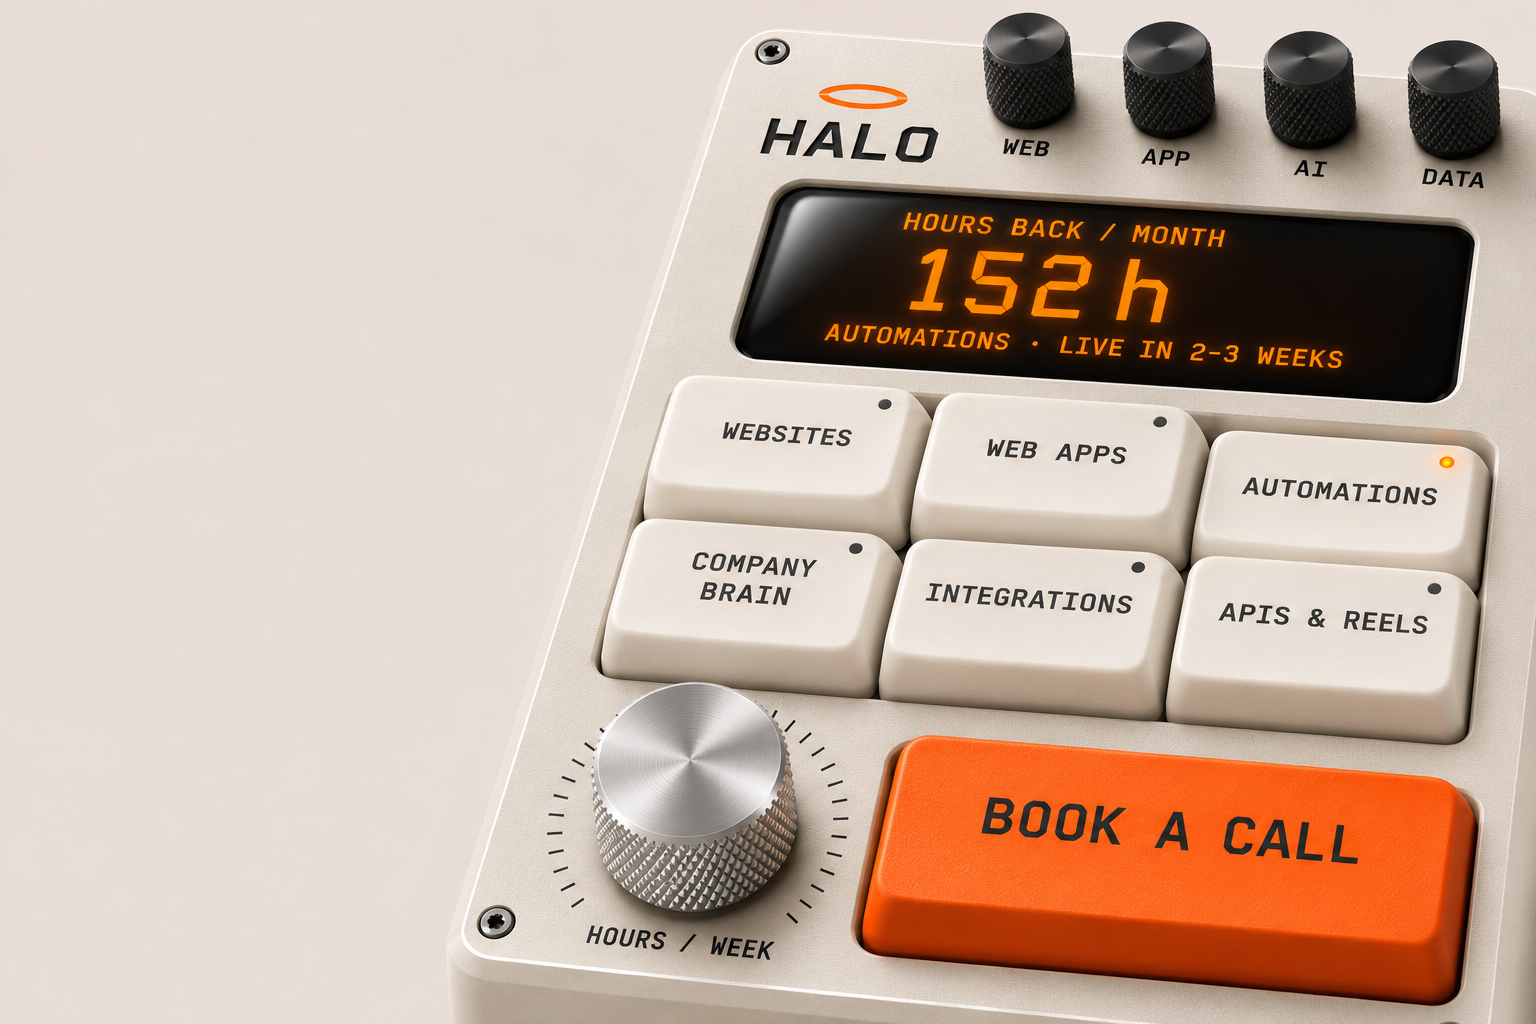 HALO
WEB
APP
AI
DATA
HOURS BACK / MONTH
152 h
AUTOMATIONS · LIVE IN 2-3 WEEKS
WEBSITES
WEB APPS
AUTOMATIONS
COMPANY
BRAIN
INTEGRATIONS
APIS & REELS
HOURS / WEEK
BOOK A CALL